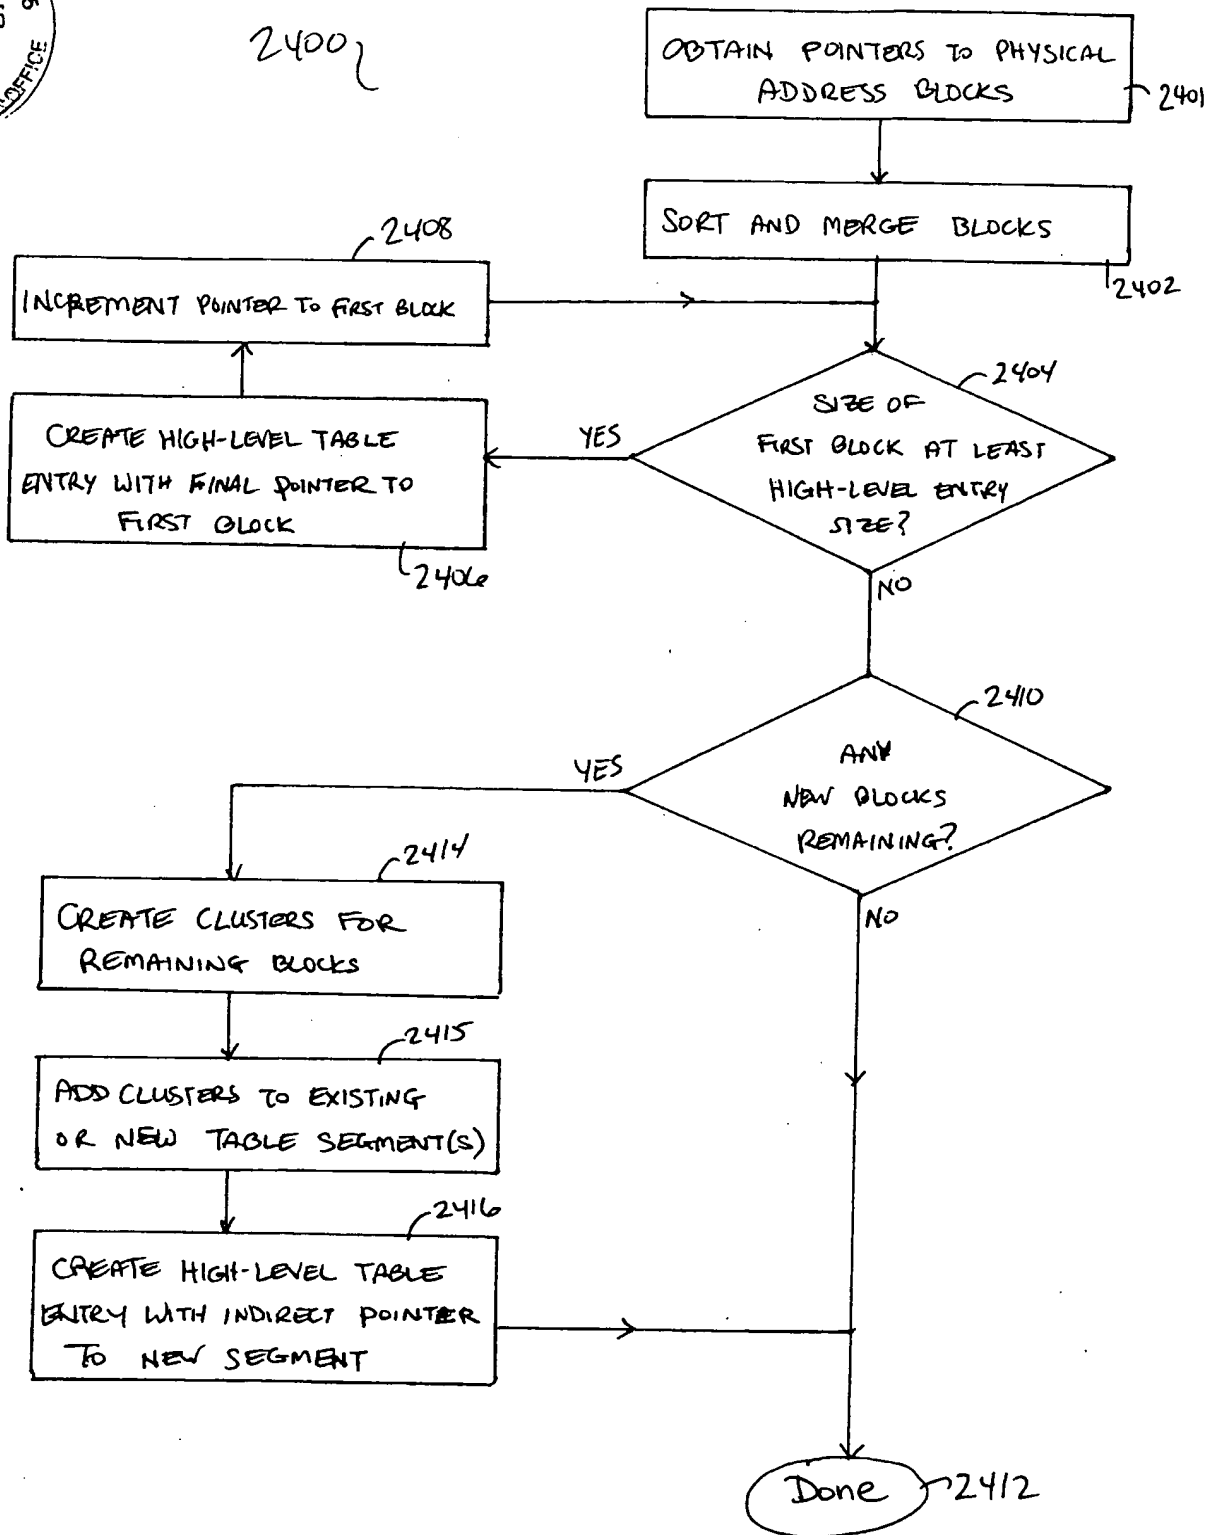 OFFICE
2400
OBTAIN POINTERS TO PHYSICAL
ADDRESS BLOCKS
2401
SORT AND MERGE BLOCKS
2402
2408
INCREMENT POINTER TO FIRST BLOCK
2404
SIZE OF
FIRST BLOCK AT LEAST
HIGH-LEVEL ENTRY
SIZE?
YES
CREATE HIGH-LEVEL TABLE
ENTRY WITH FINAL POINTER TO
FIRST BLOCK
2406
NO
2410
ANY
NEW BLOCKS
REMAINING?
YES
NO
2414
CREATE CLUSTERS FOR
REMAINING BLOCKS
2415
ADD CLUSTERS TO EXISTING
OR NEW TABLE SEGMENT(S)
2416
CREATE HIGH-LEVEL TABLE
ENTRY WITH INDIRECT POINTER
TO NEW SEGMENT
Done
2412